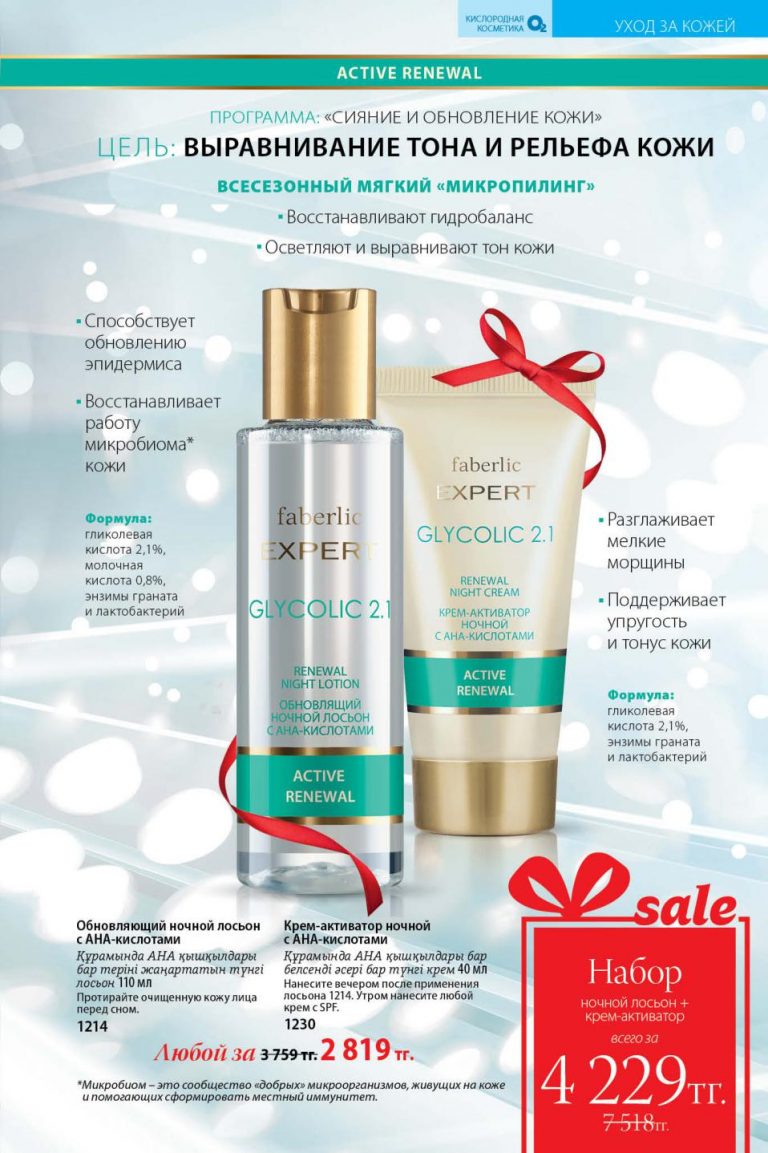 КИСЛОРОДНАЯ
КОСМЕТИКА O2
УХОД ЗА КОЖЕЙ
ACTIVE RENEWAL
ПРОГРАММА: «СИЯНИЕ И ОБНОВЛЕНИЕ КОЖИ»
ЦЕЛЬ: ВЫРАВНИВАНИЕ ТОНА И РЕЛЬЕФА КОЖИ
ВСЕСЕЗОННЫЙ МЯГКИЙ «МИКРОПИЛИНГ»
▪ Восстанавливают гидробаланс
▪ Осветляют и выравнивают тон кожи
▪ Способствует
обновлению
эпидермиса
▪ Восстанавливает
работу
микробиома*
кожи
Формула:
гликолевая
кислота 2,1%,
молочная
кислота 0,8%,
энзимы граната
и лактобактерий
faberlic
EXPERT
GLYCOLIC 2.1
RENEWAL
NIGHT LOTION
ОБНОВЛЯЩИЙ
НОЧНОЙ ЛОСЬОН
С АНА-КИСЛОТАМИ
ACTIVE
RENEWAL
faberlic
EXPERT
GLYCOLIC 2.1
RENEWAL
NIGHT CREAM
КРЕМ-АКТИВАТОР
НОЧНОЙ
С АНА-КИСЛОТАМИ
ACTIVE
RENEWAL
▪ Разглаживает
мелкие
морщины
▪ Поддерживает
упругость
и тонус кожи
Формула:
гликолевая
кислота 2,1%,
энзимы граната
и лактобактерий
Обновляющий ночной лосьон
с АНА-кислотами
Құрамында АНА қышқылдары
бар теріні жаңартатын түнгі
лосьон 110 мл
Протирайте очищенную кожу лица
перед сном.
1214
Крем-активатор ночной
с АНА-кислотами
Құрамында АНА қышқылдары бар
белсенді әсері бар түнгі крем 40 мл
Нанесите вечером после применения
лосьона 1214. Утром нанесите любой
крем с SPF.
1230
Любой за 3 759 тг. 2 819 тг.
*Микробиом – это сообщество «добрых» микроорганизмов, живущих на коже
и помогающих сформировать местный иммунитет.
sale
Набор
ночной лосьон +
крем-активатор
всего за
4 229 тг.
7 518 тг.